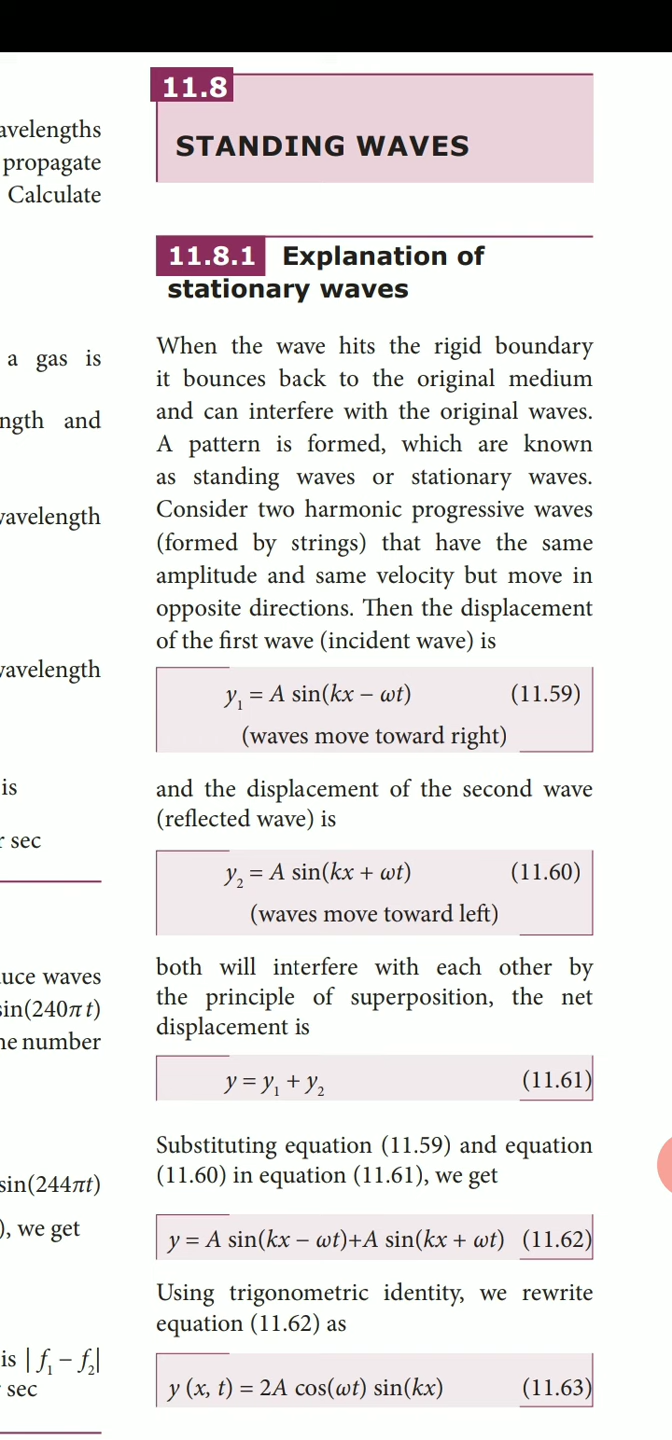 avelengths
propagate
Calculate
a gas is
ngth and
wavelength
wavelength
is
r sec
uce waves
sin(240πt)
ne number
sin(244πt)
), we get
is | f₁ − f₂|
sec
11.8
STANDING WAVES
11.8.1 Explanation of
stationary waves
When the wave hits the rigid boundary
it bounces back to the original medium
and can interfere with the original waves.
A pattern is formed, which are known
as standing waves or stationary waves.
Consider two harmonic progressive waves
(formed by strings) that have the same
amplitude and same velocity but move in
opposite directions. Then the displacement
of the first wave (incident wave) is
y₁ = A sin(kx − ωt) (11.59)
(waves move toward right)
and the displacement of the second wave
(reflected wave) is
y₂ = A sin(kx + ωt) (11.60)
(waves move toward left)
both will interfere with each other by
the principle of superposition, the net
displacement is
y = y₁ + y₂ (11.61)
Substituting equation (11.59) and equation
(11.60) in equation (11.61), we get
y = A sin(kx − ωt)+A sin(kx + ωt) (11.62)
Using trigonometric identity, we rewrite
equation (11.62) as
y (x, t) = 2A cos(ωt) sin(kx) (11.63)